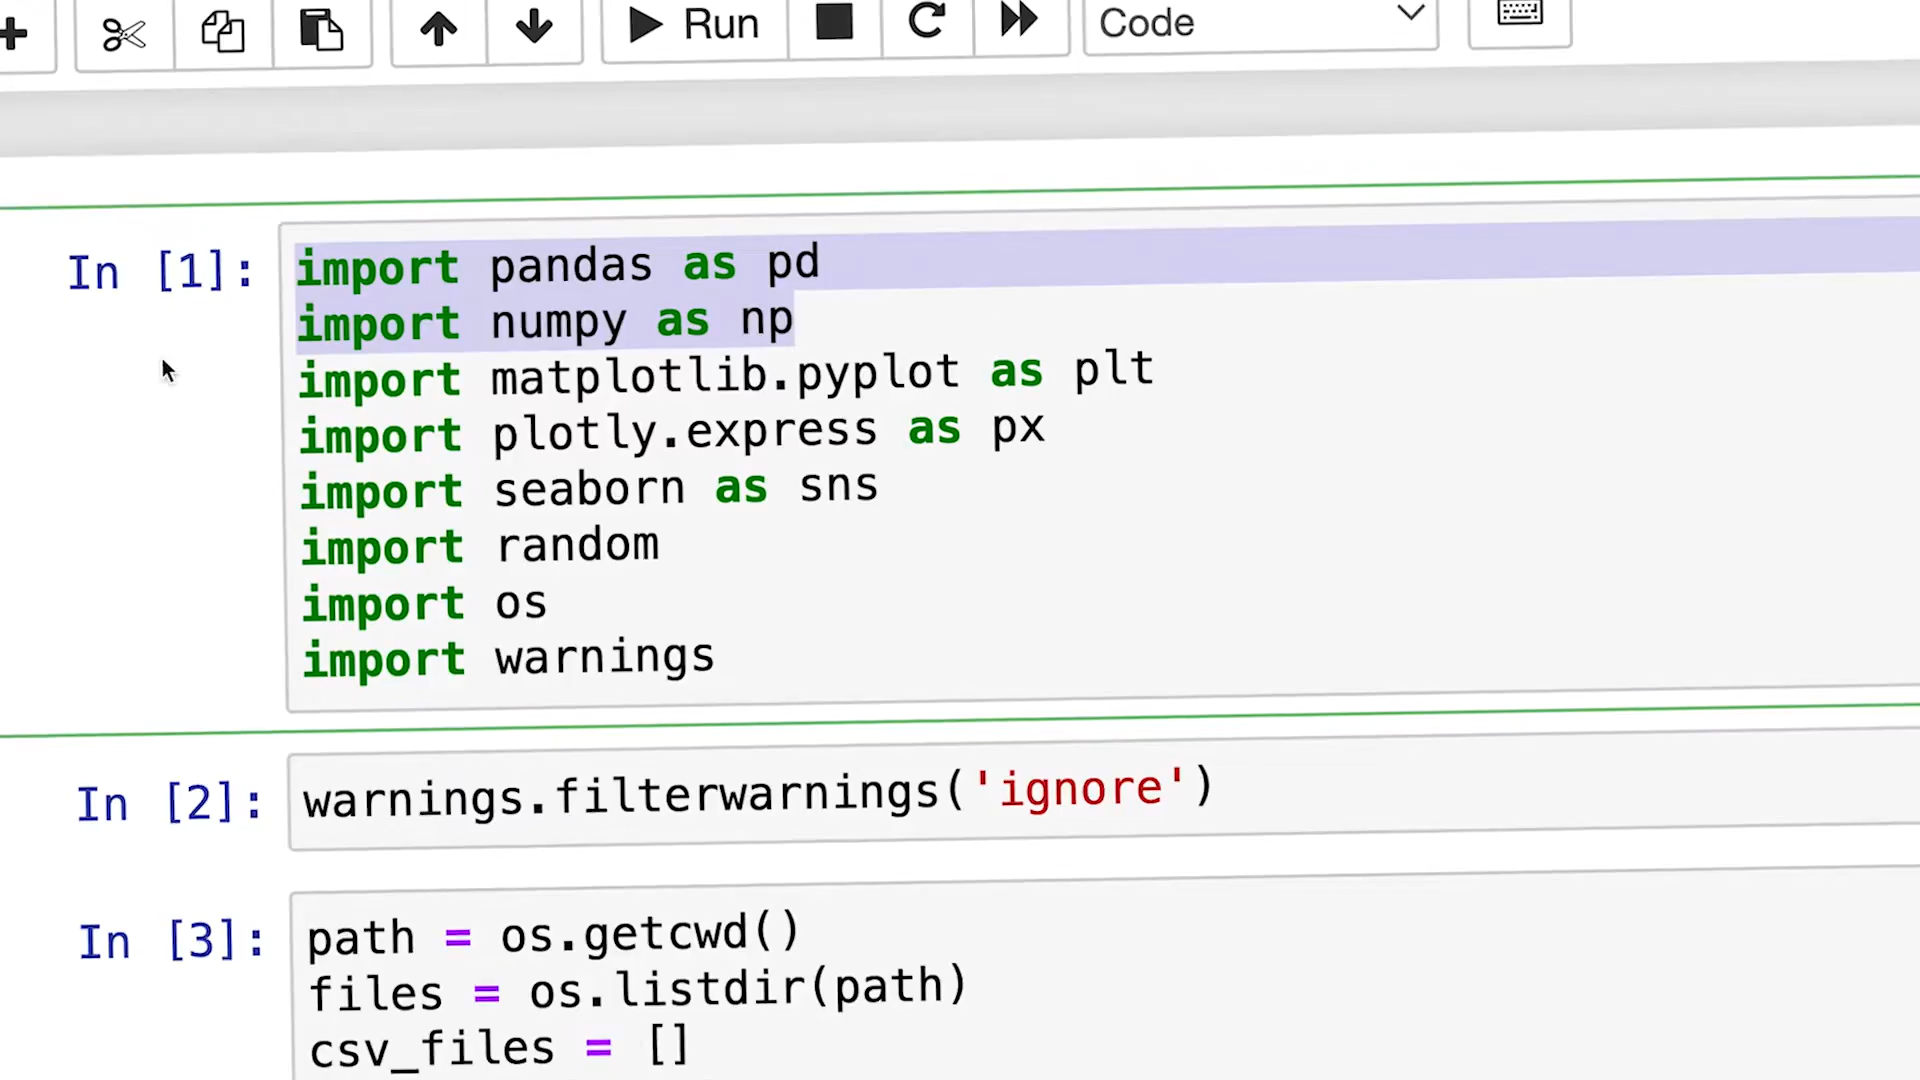 Run
Code
In [1]:
import pandas as pd
import numpy as np
import matplotlib.pyplot as plt
import plotly.express as px
import seaborn as sns
import random
import os
import warnings
In [2]:
warnings.filterwarnings('ignore')
In [3]:
path = os.getcwd()
files = os.listdir(path)
csv_files = []